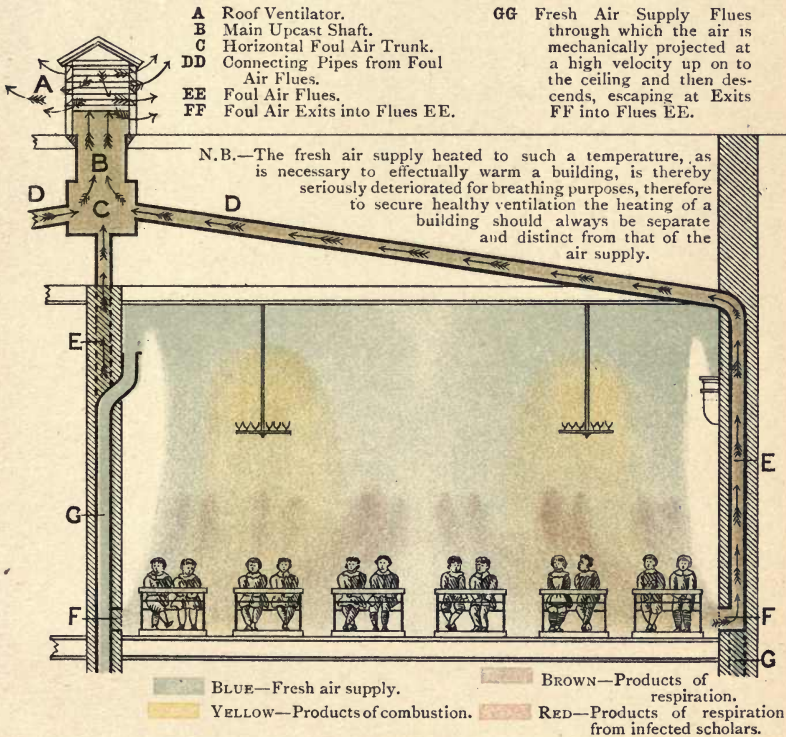 A Roof Ventilator.
B Main Upcast Shaft.
C Horizontal Foul Air Trunk.
DD Connecting Pipes from Foul
Air Flues.
EE Foul Air Flues.
FF Foul Air Exits into Flues EE.
GG Fresh Air Supply Flues
through which the air is
mechanically projected at
a high velocity up on to
the ceiling and then des-
cends, escaping at Exits
FF into Flues EE.
A
N.B.—The fresh air supply heated to such a temperature, as
is necessary to effectually warm a building, is thereby
seriously deteriorated for breathing purposes, therefore
to secure healthy ventilation the heating of a
building should always be separate
and distinct from that of the
air supply.
B
D
C
D
E
E
G
F
F
G
BLUE—Fresh air supply.
YELLOW—Products of combustion.
BROWN—Products of
respiration.
RED—Products of respiration
from infected scholars.